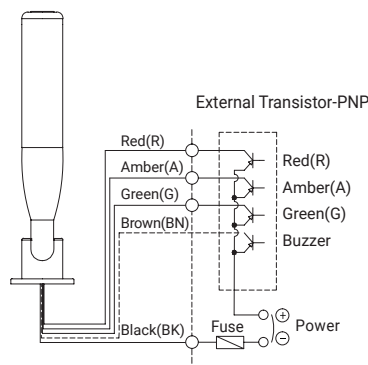 External Transistor-PNP
Red(R)
Red(R)
Amber(A)
Amber(A)
Green(G)
Green(G)
Brown(BN)
Buzzer
Black(BK)
Fuse
+
Power
−